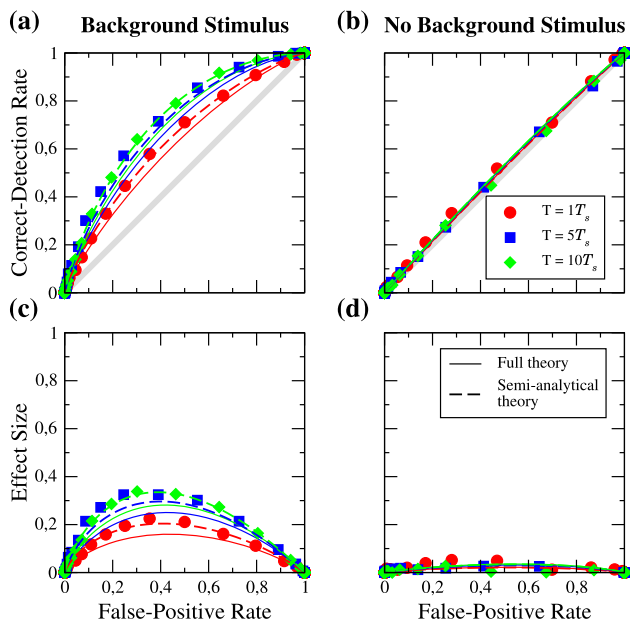 (a) Background Stimulus
(b) No Background Stimulus
Correct-Detection Rate
1
0,8
0,6
0,4
0,2
0
T = 1Tₛ
T = 5Tₛ
T = 10Tₛ
(c)
(d)
Effect Size
1
0,8
0,6
0,4
0,2
0
Full theory
Semi-analytical
theory
0 0,2 0,4 0,6 0,8 1
0 0,2 0,4 0,6 0,8 1
False-Positive Rate
False-Positive Rate